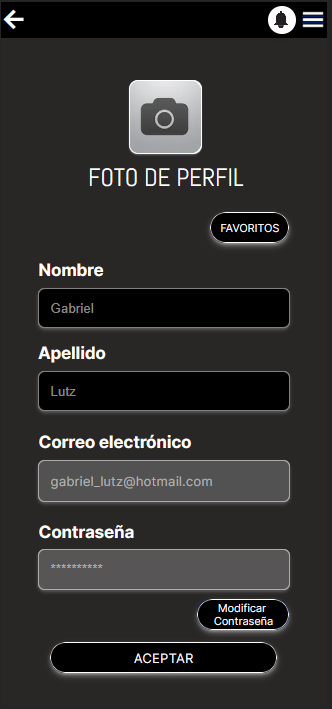 FOTO DE PERFIL
FAVORITOS
Nombre
Gabriel
Apellido
Lutz
Correo electrónico
gabriel_lutz@hotmail.com
Contraseña
**********
Modificar
Contraseña
ACEPTAR